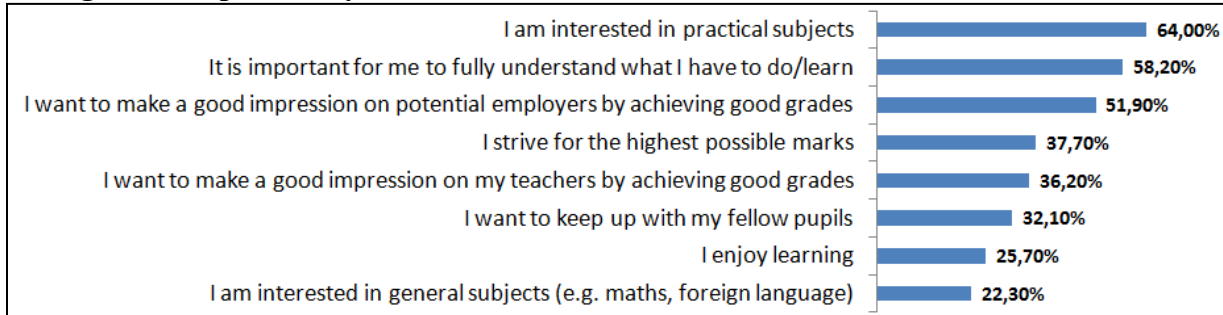 I am interested in practical subjects 64,00%
It is important for me to fully understand what I have to do/learn 58,20%
I want to make a good impression on potential employers by achieving good grades 51,90%
I strive for the highest possible marks 37,70%
I want to make a good impression on my teachers by achieving good grades 36,20%
I want to keep up with my fellow pupils 32,10%
I enjoy learning 25,70%
I am interested in general subjects (e.g. maths, foreign language) 22,30%